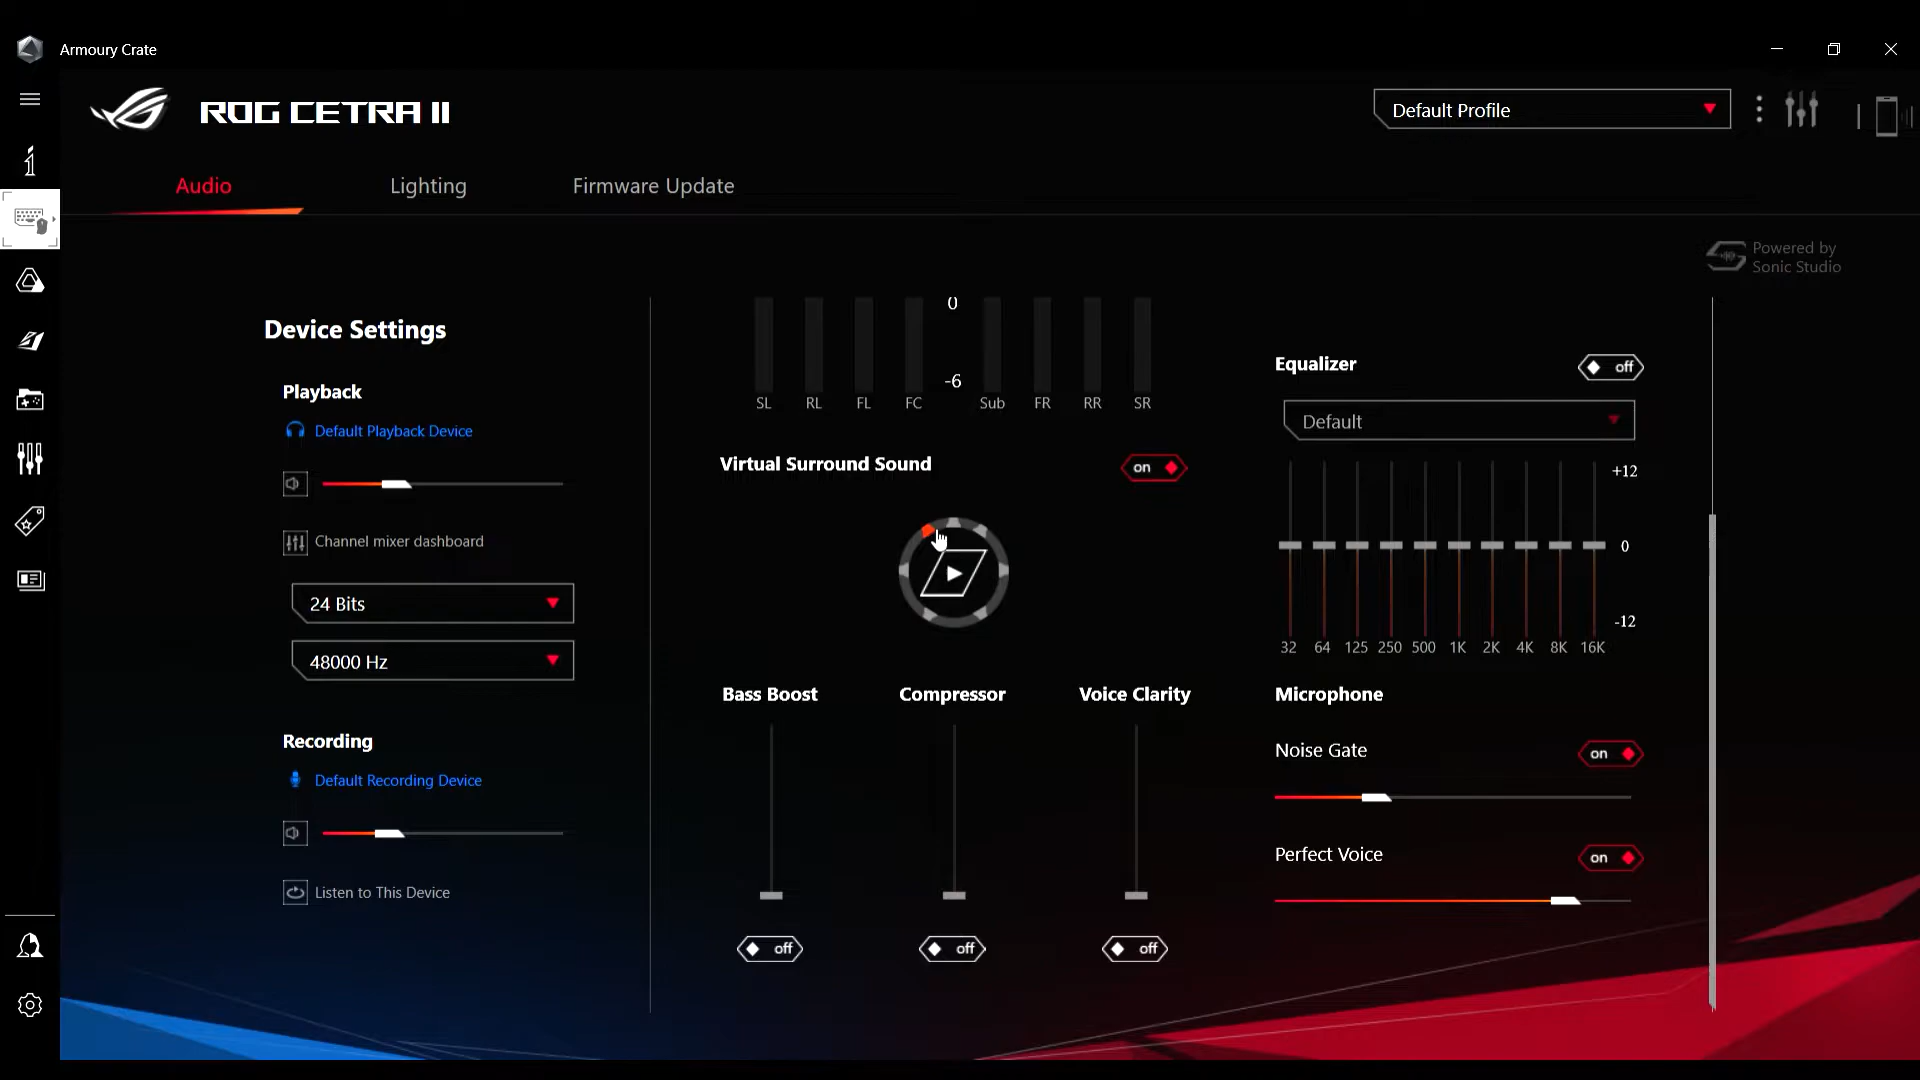 Armoury Crate
ROG CETRA II
Default Profile
Audio
Lighting
Firmware Update
Powered by
Sonic Studio
Device Settings
Playback
Default Playback Device
Channel mixer dashboard
24 Bits
48000 Hz
Recording
Default Recording Device
Listen to This Device
0
-6
SL RL FL FC Sub FR RR SR
Virtual Surround Sound
on
Bass Boost
Compressor
Voice Clarity
off
off
off
Equalizer
off
Default
+12
0
-12
32 64 125 250 500 1K 2K 4K 8K 16K
Microphone
Noise Gate
on
Perfect Voice
on